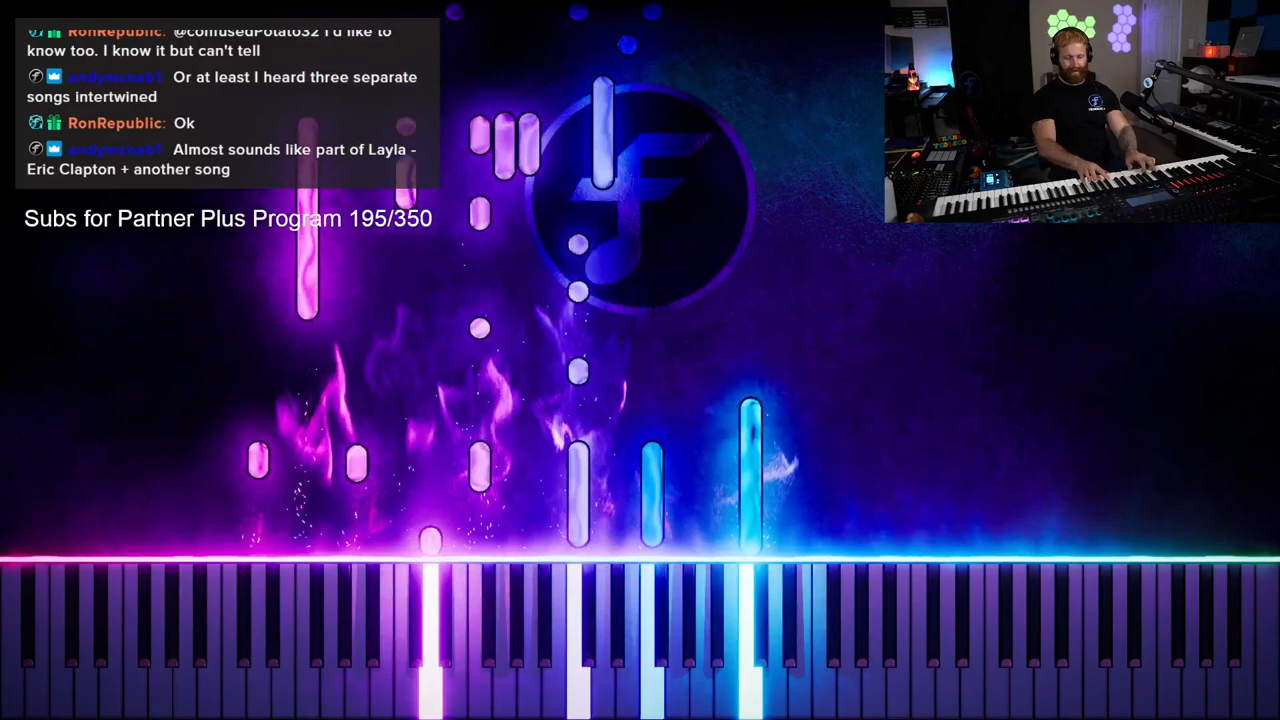 RonRepublic: @confusedPotato32 I'd like to
know too. I know it but can't tell
andymcnab1: Or at least I heard three separate
songs intertwined
RonRepublic: Ok
andymcnab1: Almost sounds like part of Layla -
Eric Clapton + another song
Subs for Partner Plus Program 195/350